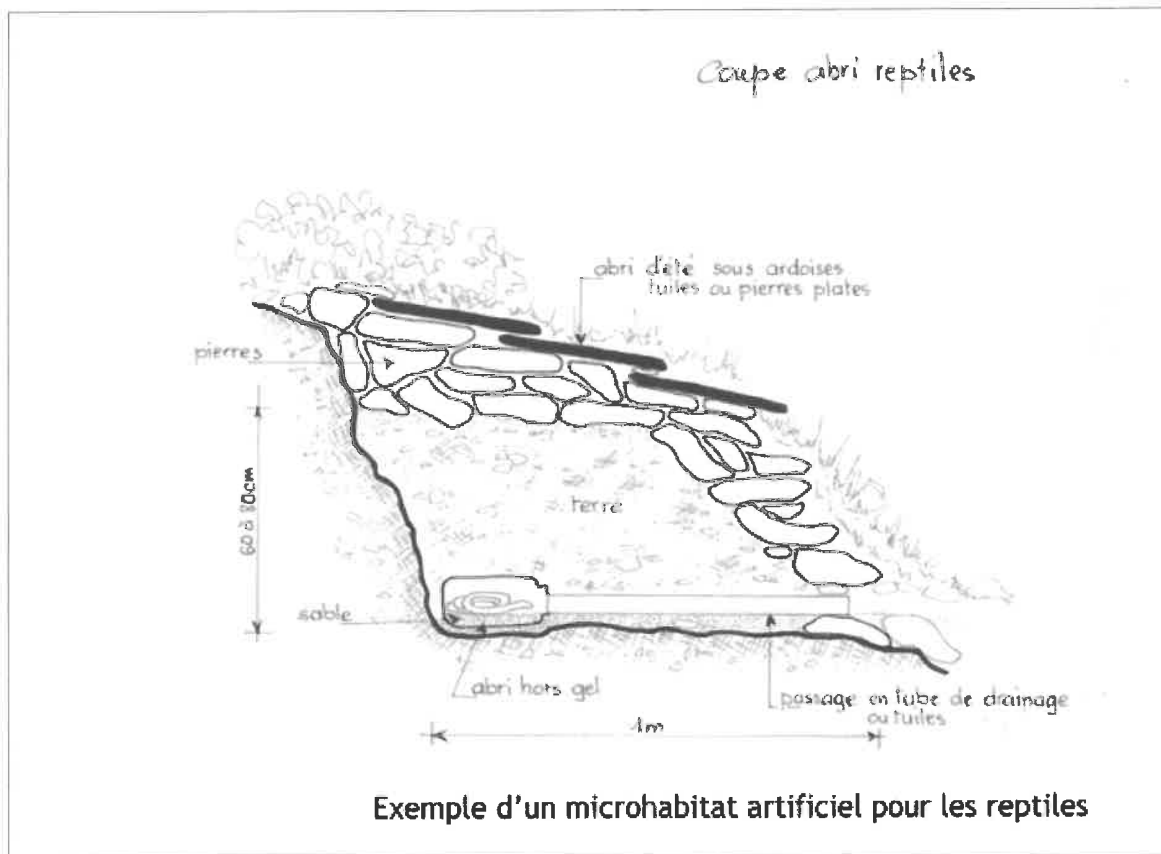 Coupe abri reptiles
abri d'été sous ardoises
tuiles ou pierres plates
pierres
60 à 80cm
terre
sable
abri hors gel
passage en tube de drainage
ou tuiles
1m
Exemple d'un microhabitat artificiel pour les reptiles